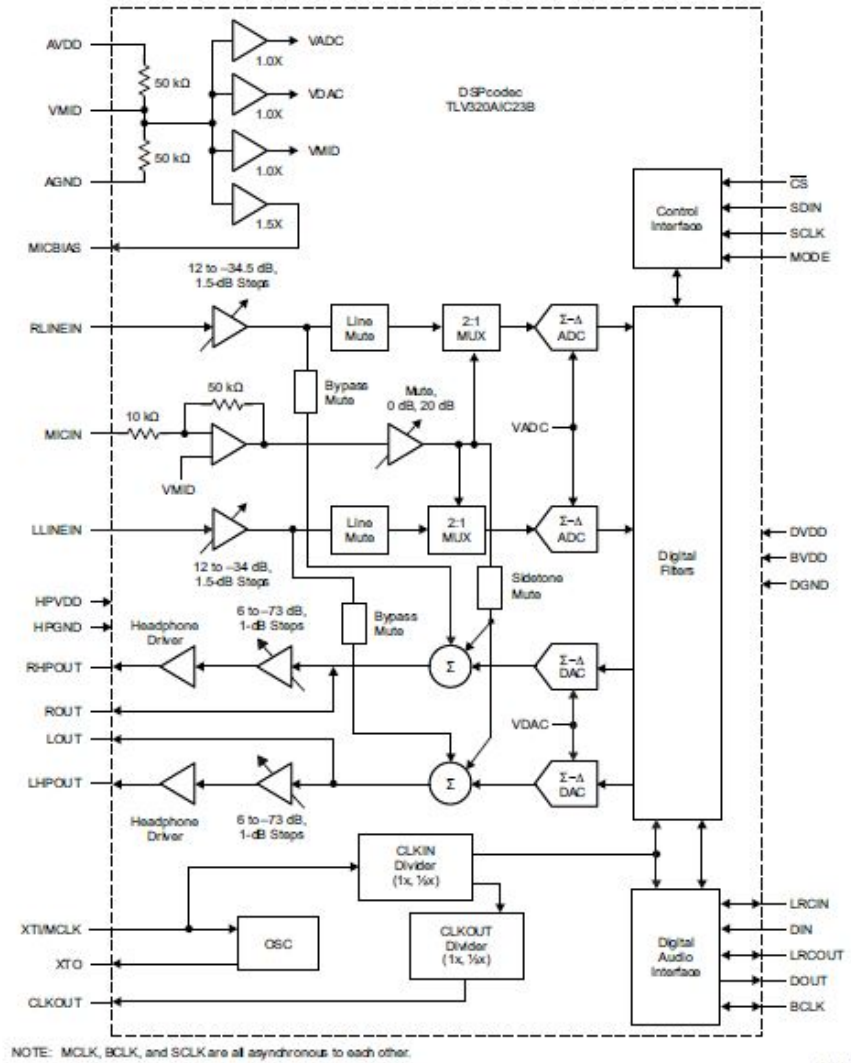 AVDD
50 kΩ
VMID
50 kΩ
AGND
MICBIAS
VADC
1.0X
VDAC
1.0X
VMID
1.0X
1.5X
DSPcodec
TLV320AIC23B
Control
Interface
CS
SDIN
SCLK
MODE
12 to –34.5 dB,
1.5-dB Steps
RLINEIN
Line
Mute
2:1
MUX
Σ–Δ
ADC
Bypass
Mute
50 kΩ
Mute,
0 dB, 20 dB
10 kΩ
MICIN
VMID
VADC
LLINEIN
Line
Mute
2:1
MUX
Σ–Δ
ADC
12 to –34 dB,
1.5-dB Steps
Digital
Filters
DVDD
BVDD
DGND
Sidetone
Mute
HPVDD
HPGND
Bypass
Mute
6 to –73 dB,
1-dB Steps
Headphone
Driver
RHPOUT
Σ
Σ–Δ
DAC
ROUT
LOUT
VDAC
LHPOUT
Σ
Σ–Δ
DAC
Headphone
Driver
6 to –73 dB,
1-dB Steps
CLKIN
Divider
(1x, ½x)
XTI/MCLK
OSC
CLKOUT
Divider
(1x, ½x)
XTO
CLKOUT
Digital
Audio
Interface
LRCIN
DIN
LRCOUT
DOUT
BCLK
NOTE: MCLK, BCLK, and SCLK are all asynchronous to each other.